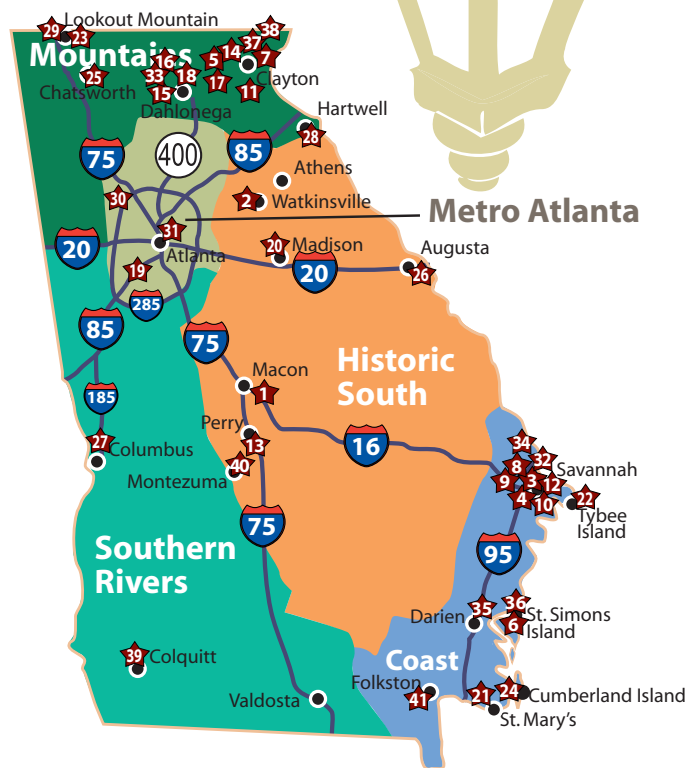 29
Lookout Mountain
23
38
37
14
5
7
Mountains
16
33
18
17
Clayton
25
Chatsworth
15
11
Dahlonega
Hartwell
28
75
400
85
Athens
30
2
Watkinsville
Metro Atlanta
31
20
Atlanta
20
Madison
Augusta
26
20
19
285
85
75
Historic
South
Macon
1
185
Perry
13
16
27
Columbus
40
Montezuma
34
32
8
Savannah
9
3
12
4
10
22
Tybee
Island
75
95
Southern
Rivers
Darien
35
36
St. Simons
6
Island
39
Colquitt
Coast
Folkston
41
21
24
Cumberland Island
St. Mary's
Valdosta